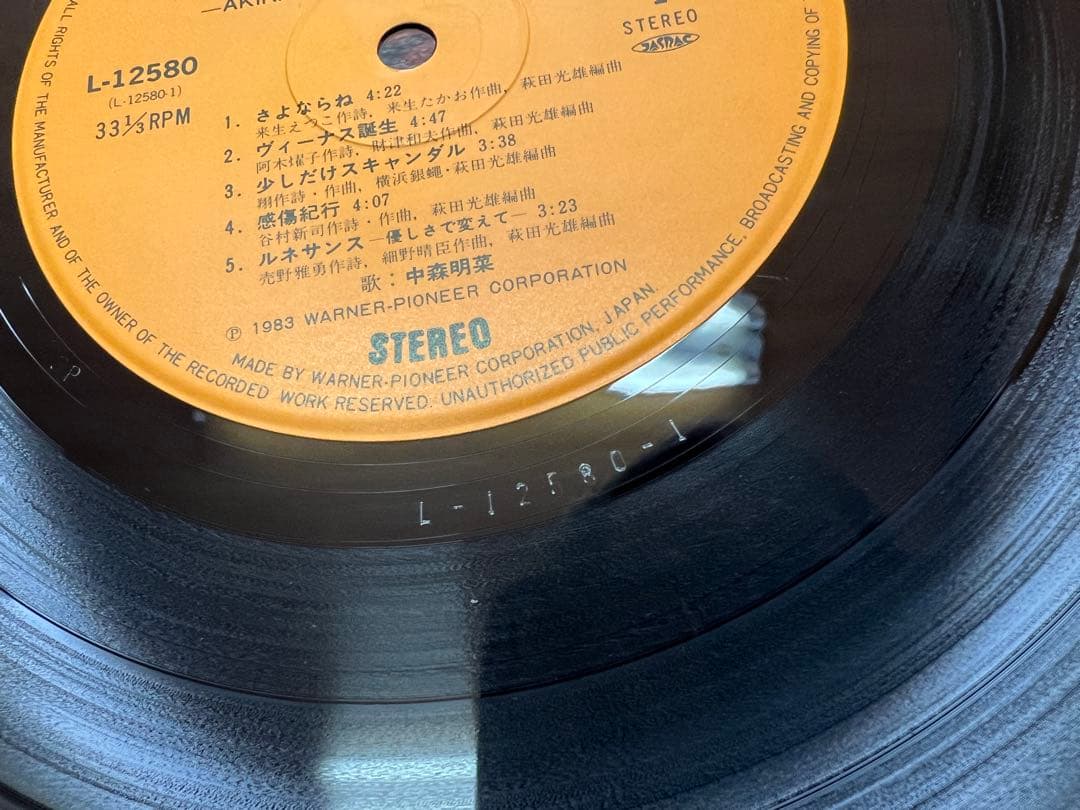 —AKI
STEREO
JASRAC
L-12580
(L-12580-1)
33⅓RPM
1. さよならね 4:22
来生えつこ作詩, 来生たかお作曲, 萩田光雄編曲
2. ヴィーナス誕生 4:47
阿木燿子作詩, 財津和夫作曲, 萩田光雄編曲
3. 少しだけスキャンダル 3:38
翔作詩・作曲, 横浜銀蠅・萩田光雄編曲
4. 感傷紀行 4:07
谷村新司作詩・作曲, 萩田光雄編曲
5. ルネサンス —優しさで変えて— 3:23
売野雅勇作詩, 細野晴臣作曲, 萩田光雄編曲
歌：中森明菜
Ⓟ 1983 WARNER-PIONEER CORPORATION
STEREO
MADE BY WARNER-PIONEER CORPORATION, JAPAN.
ALL RIGHTS OF THE MANUFACTURER AND OF THE OWNER OF THE RECORDED WORK RESERVED. UNAUTHORIZED PUBLIC PERFORMANCE, BROADCASTING AND COPYING OF
.P
L-12580-1